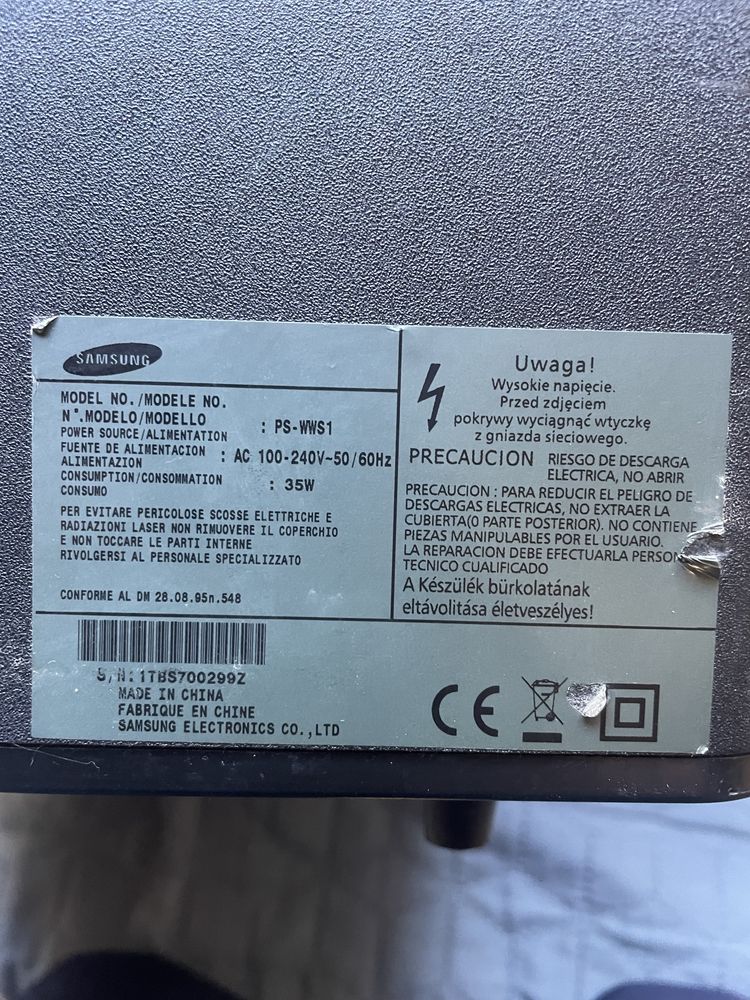 SAMSUNG
MODEL NO./MODELE NO.
N°.MODELO/MODELLO : PS-WWS1
POWER SOURCE/ALIMENTATION
FUENTE DE ALIMENTACION : AC 100-240V~50/60Hz
ALIMENTAZION
CONSUMPTION/CONSOMMATION
CONSUMO : 35W
PER EVITARE PERICOLOSE SCOSSE ELETTRICHE E
RADIAZIONI LASER NON RIMUOVERE IL COPERCHIO
E NON TOCCARE LE PARTI INTERNE
RIVOLGERSI AL PERSONALE SPECIALIZZATO
CONFORME AL DM 28.08.95n.548
Uwaga!
Wysokie napięcie.
Przed zdjęciem
pokrywy wyciągnąć wtyczkę
z gniazda sieciowego.
PRECAUCION RIESGO DE DESCARGA
ELECTRICA, NO ABRIR
PRECAUCION : PARA REDUCIR EL PELIGRO DE
DESCARGAS ELECTRICAS, NO EXTRAER LA
CUBIERTA(O PARTE POSTERIOR). NO CONTIENE
PIEZAS MANIPULABLES POR EL USUARIO.
LA REPARACION DEBE EFECTUARLA
TECNICO CUALIFICADO
A Készülék bürkolatának
eltávolitása életveszélyes!
S/N: 1TBS700299Z
MADE IN CHINA
FABRIQUE EN CHINE
SAMSUNG ELECTRONICS CO.,LTD
CE